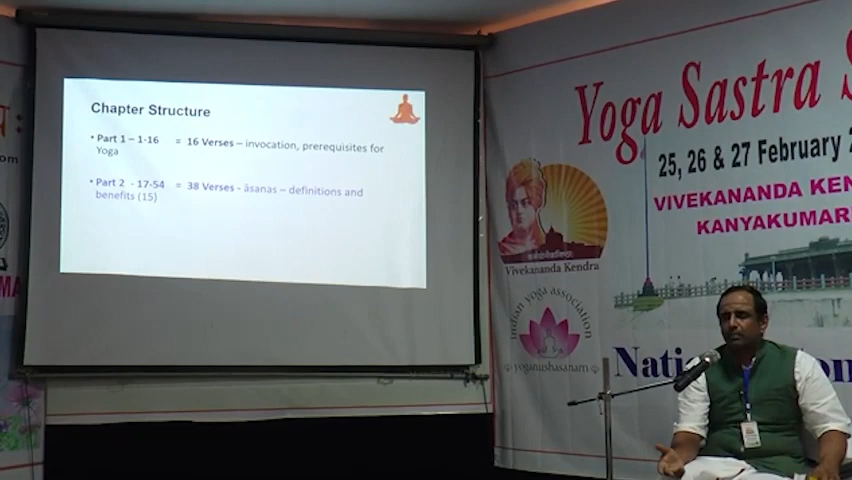 Chapter Structure
• Part 1 – 1-16 = 16 Verses – invocation, prerequisites for
Yoga
• Part 2 - 17-54 = 38 Verses - āsanas – definitions and
benefits (15)
om
MA
Yoga Sastra S
25, 26 & 27 February 2
VIVEKANANDA KEN
KANYAKUMAR
Vivekananda Kendra
indian yoga association
yoganushasanam
Nati